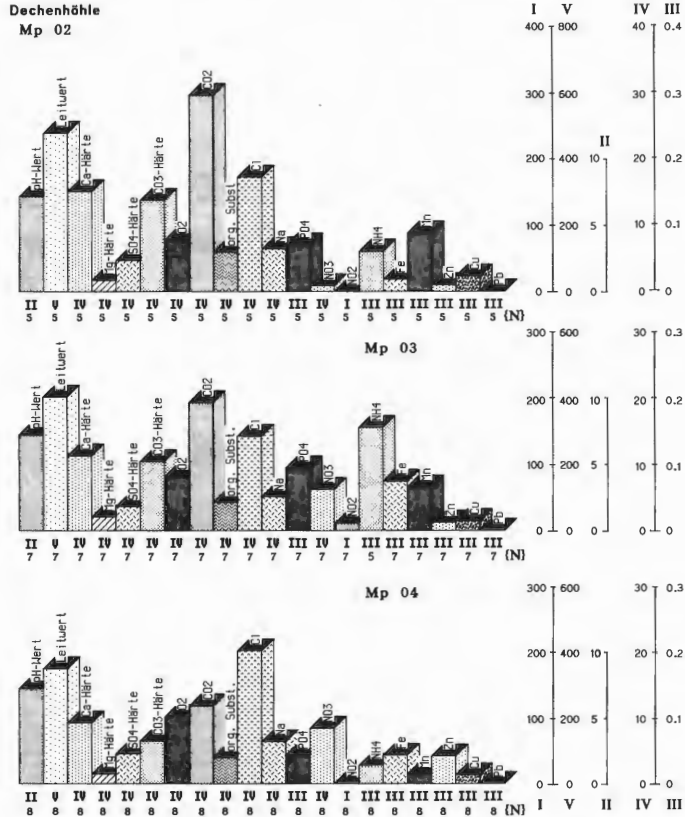 Dechenhöhle
Mp 02
I V IV III
400 800 40 0.4
300 600 30 0.3
II
200 400 10 20 0.2
100 200 5 10 0.1
0 0 0 0 0
pH-Wert Leitwert Ca-Härte Mg-Härte SO4-Härte CO3-Härte O2 CO2 org. Subst. Cl Na PO4 NO3 NO2 NH4 Fe Mn Zn Cu Pb
II V IV IV IV IV IV IV IV IV IV III IV I III III III III III III
5 5 5 5 5 5 5 5 5 5 5 5 5 5 5 5 5 5 5 5 {N}
Mp 03
300 600 30 0.3
200 400 10 20 0.2
100 200 5 10 0.1
0 0 0 0 0
pH-Wert Leitwert Ca-Härte Mg-Härte SO4-Härte CO3-Härte O2 CO2 org. Subst. Cl Na PO4 NO3 NO2 NH4 Fe Mn Zn Cu Pb
II V IV IV IV IV IV IV IV IV IV III IV I III III III III III III
7 7 7 7 7 7 7 7 7 7 7 7 7 7 5 7 7 7 7 7 {N}
Mp 04
300 600 30 0.3
200 400 10 20 0.2
100 200 5 10 0.1
0 0 0 0 0
pH-Wert Leitwert Ca-Härte Mg-Härte SO4-Härte CO3-Härte O2 CO2 org. Subst. Cl Na PO4 NO3 NO2 NH4 Fe Mn Zn Cu Pb
II V IV IV IV IV IV IV IV IV IV III IV I III III III III III III
8 8 8 8 8 8 8 8 8 8 8 8 8 8 8 8 8 8 8 8 {N}
I V II IV III